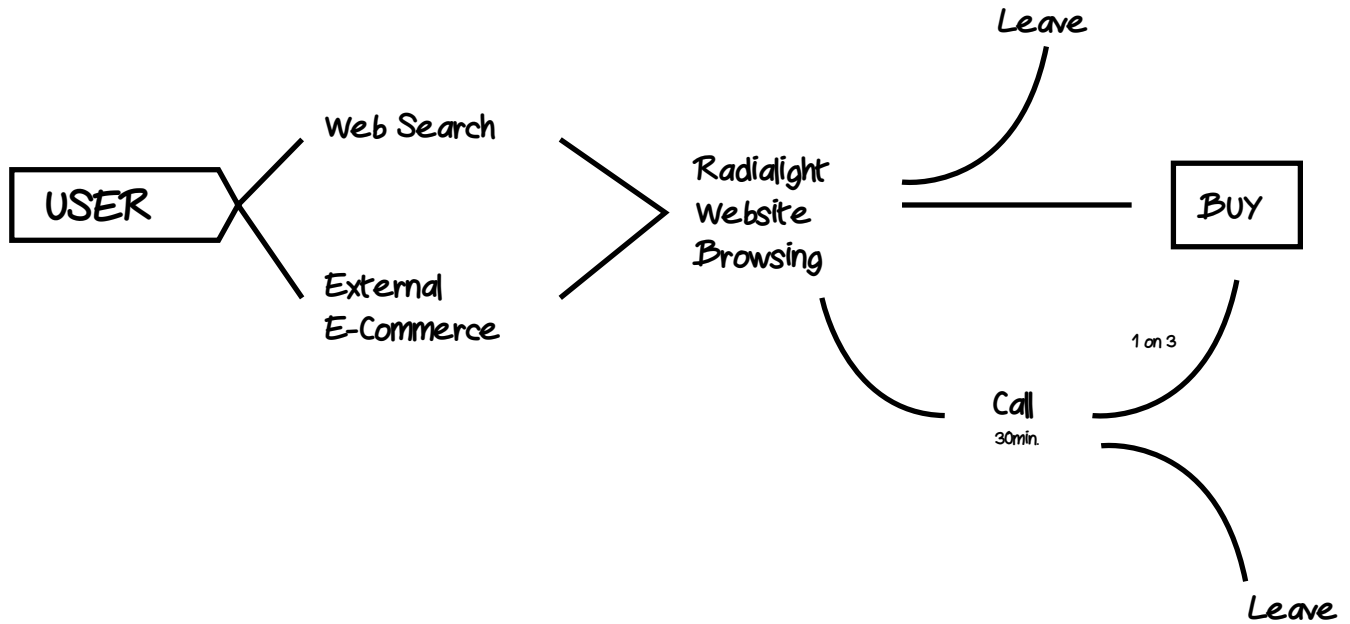 Leave
Web Search
USER
External
E-Commerce
Radialight
Website
Browsing
BUY
1 on 3
Call
30min.
Leave